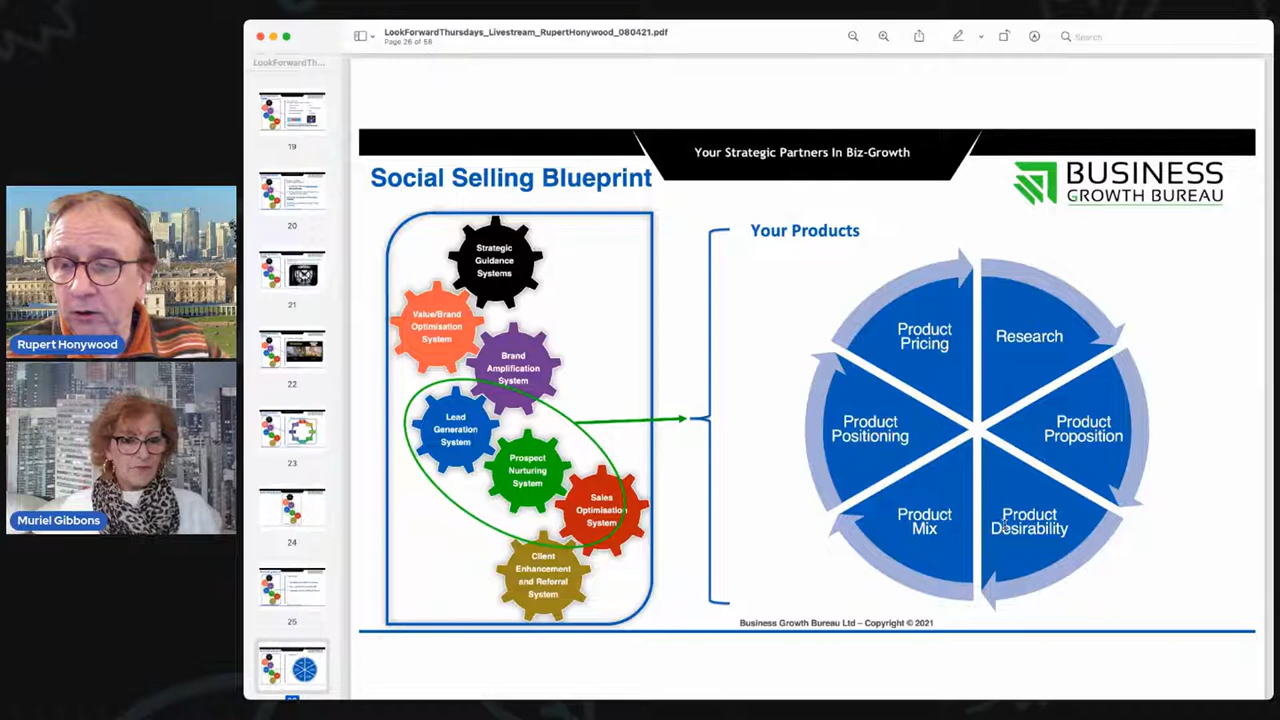 LookForwardThursdays_Livestream_RupertHonywood_080421.pdf
Page 26 of 58
Search
LookForwardTh...
19
20
21
22
23
24
25
Your Strategic Partners In Biz-Growth
Social Selling Blueprint
BUSINESS
GROWTH BUREAU
Strategic
Guidance
Systems
Value/Brand
Optimisation
System
Brand
Amplification
System
Lead
Generation
System
Prospect
Nurturing
System
Sales
Optimisation
System
Client
Enhancement
and Referral
System
Your Products
Product
Pricing
Research
Product
Positioning
Product
Proposition
Product
Mix
Product
Desirability
Business Growth Bureau Ltd – Copyright © 2021
Rupert Honywood
Muriel Gibbons